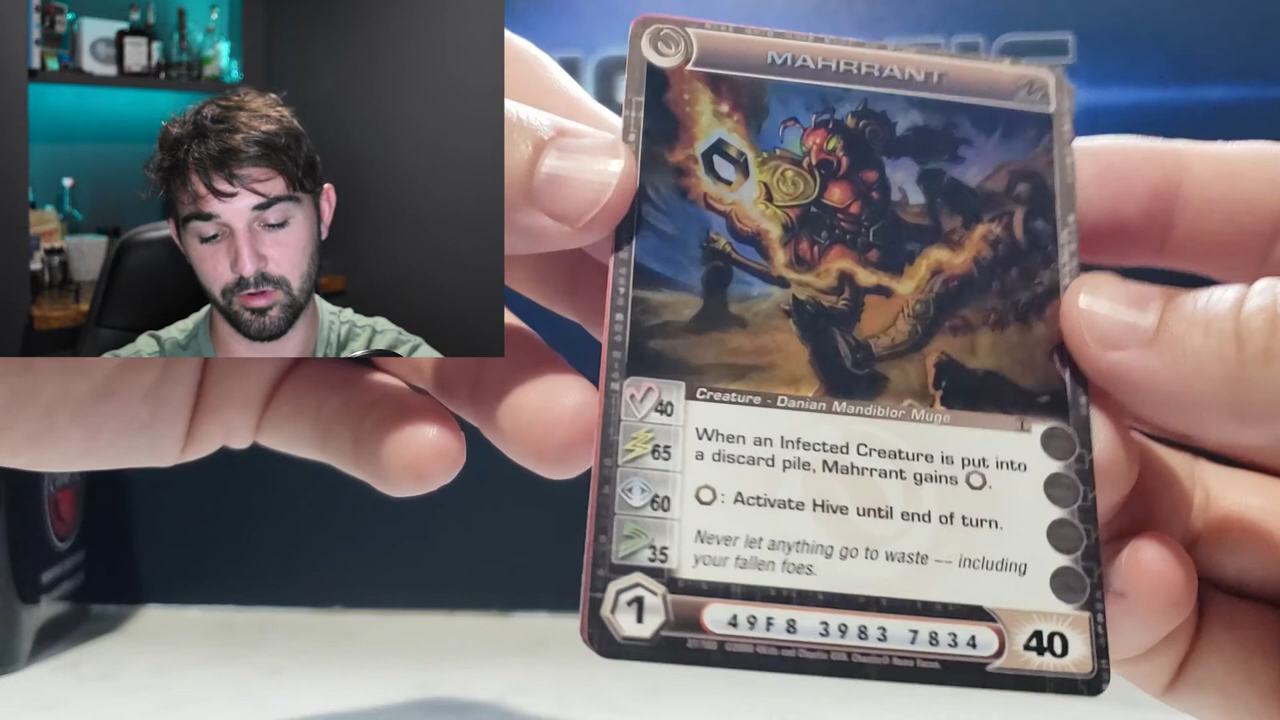 MAHRRANT
40
Creature - Danian Mandiblor Muge
65
When an Infected Creature is put into
a discard pile, Mahrrant gains
60
: Activate Hive until end of turn.
35
Never let anything go to waste -- including
your fallen foes.
1
49F8 3983 7834
40